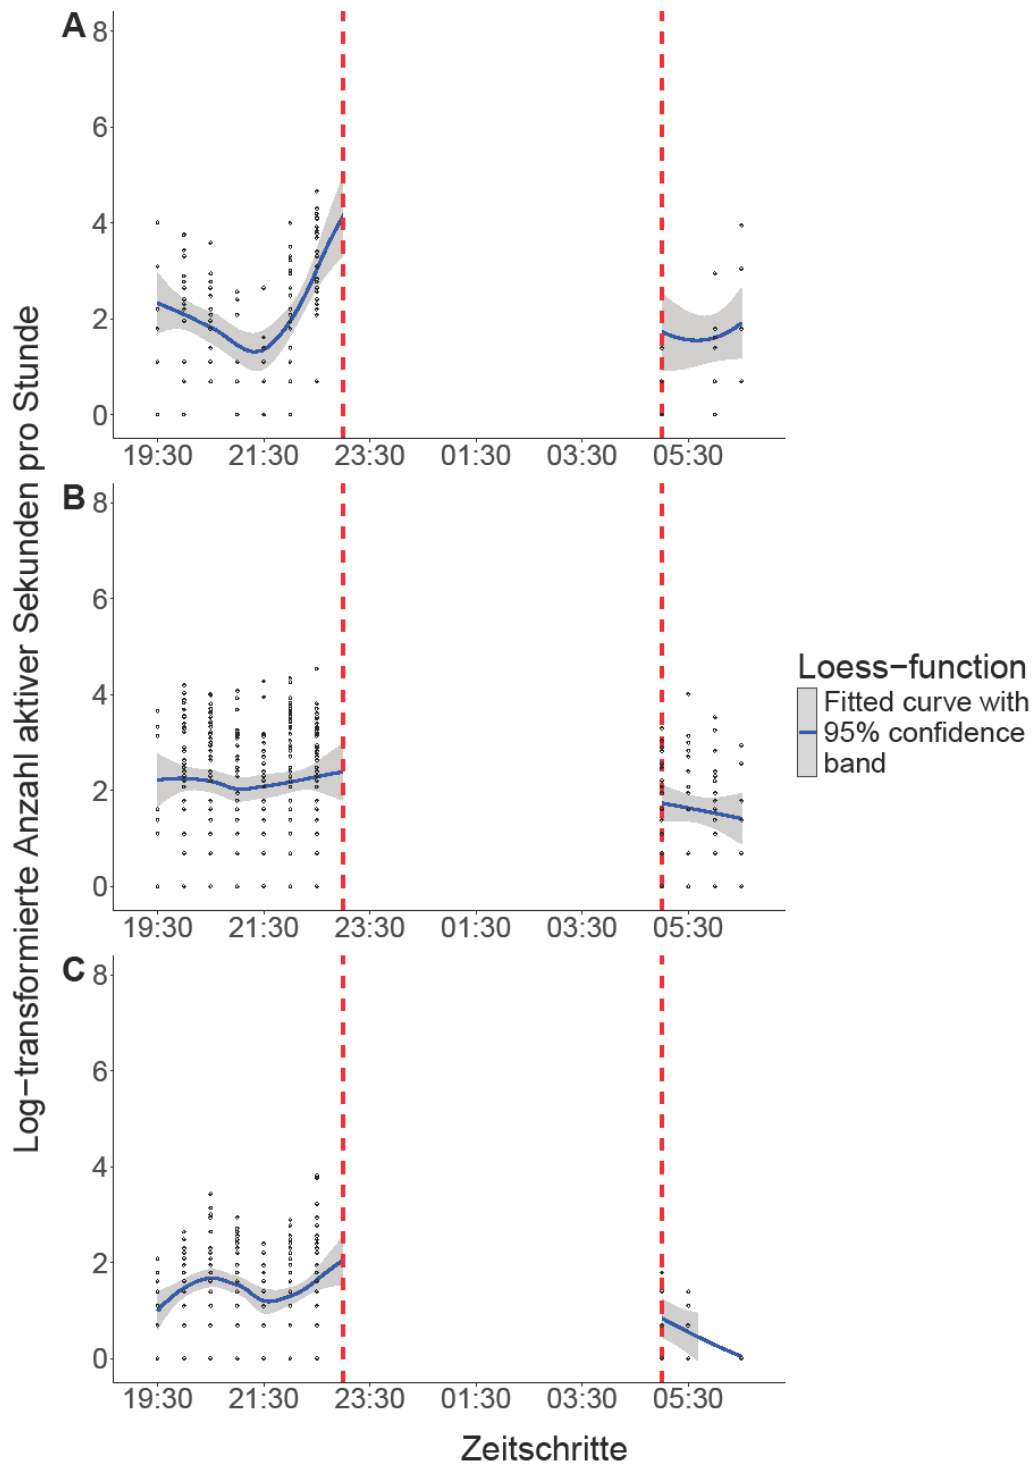 Log-transformierte Anzahl aktiver Sekunden pro Stunde
A
8
6
4
2
0
19:30 21:30 23:30 01:30 03:30 05:30
B
8
6
4
2
0
19:30 21:30 23:30 01:30 03:30 05:30
Loess-function
Fitted curve with
95% confidence
band
C
8
6
4
2
0
19:30 21:30 23:30 01:30 03:30 05:30
Zeitschritte